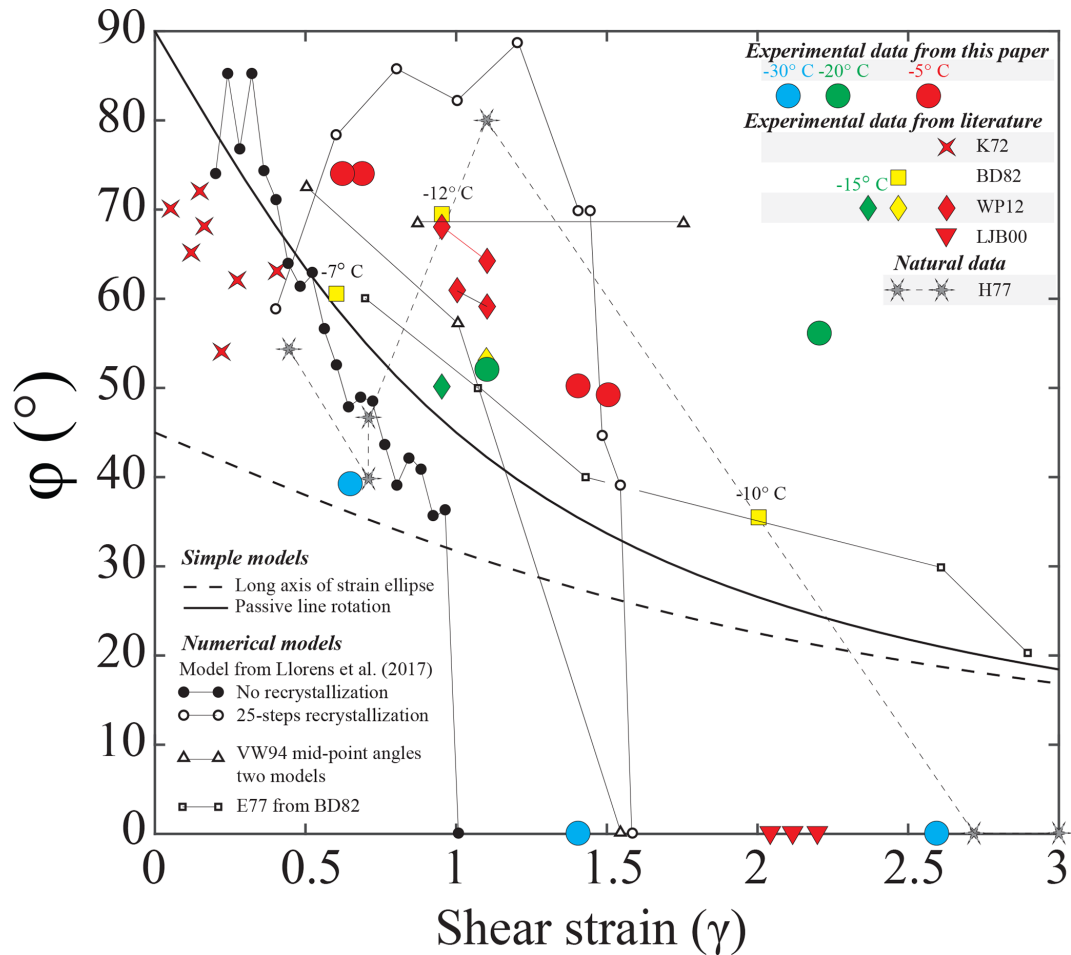 90
80
70
60
50
40
30
20
10
0
φ (°)
0
0.5
1
1.5
2
2.5
3
Shear strain (γ)
Experimental data from this paper
-30° C
-20° C
-5° C
Experimental data from literature
K72
BD82
-15° C
WP12
LJB00
Natural data
H77
-12° C
-7° C
-10° C
Simple models
Long axis of strain ellipse
Passive line rotation
Numerical models
Model from Llorens et al. (2017)
No recrystallization
25-steps recrystallization
VW94 mid-point angles
two models
E77 from BD82